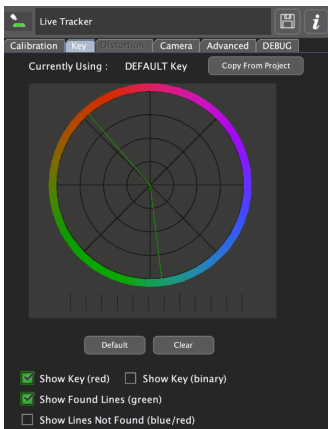 Live Tracker
Calibration Key Distortion Camera Advanced DEBUG
Currently Using : DEFAULT Key Copy From Project
Default Clear
Show Key (red) Show Key (binary)
Show Found Lines (green)
Show Lines Not Found (blue/red)